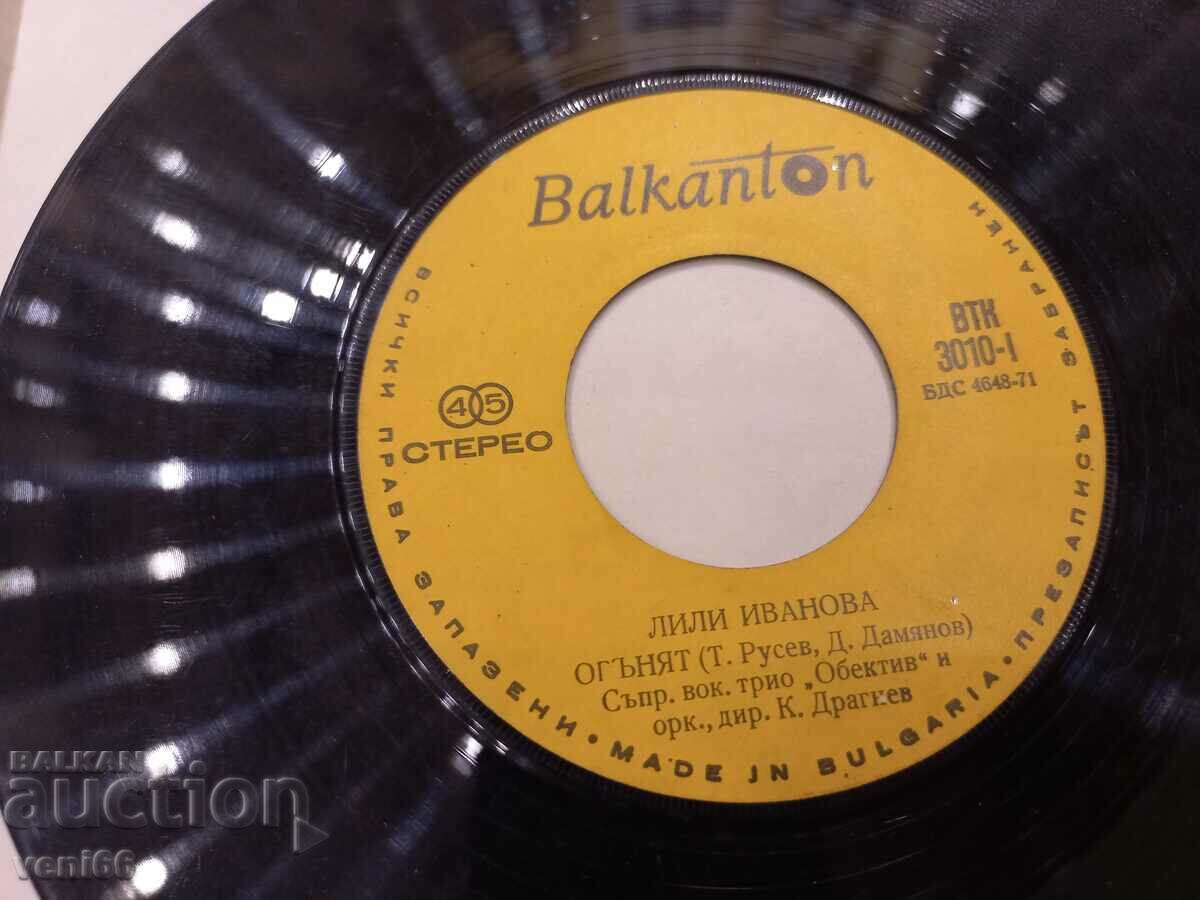 Balkanton
ВТК
3010-I
БДС 4648-71
45
СТЕРЕО
ЛИЛИ ИВАНОВА
ОГЪНЯТ (Т. Русев, Д. Дамянов)
Съпр. вок. трио „Обектив“ и
орк., дир. К. Драгнев
ВСИЧКИ ПРАВА ЗАПАЗЕНИ • MADE IN BULGARIA • ПРЕЗАПИСЪТ ЗАБРАНЕН
BALKAN
auction
veni66